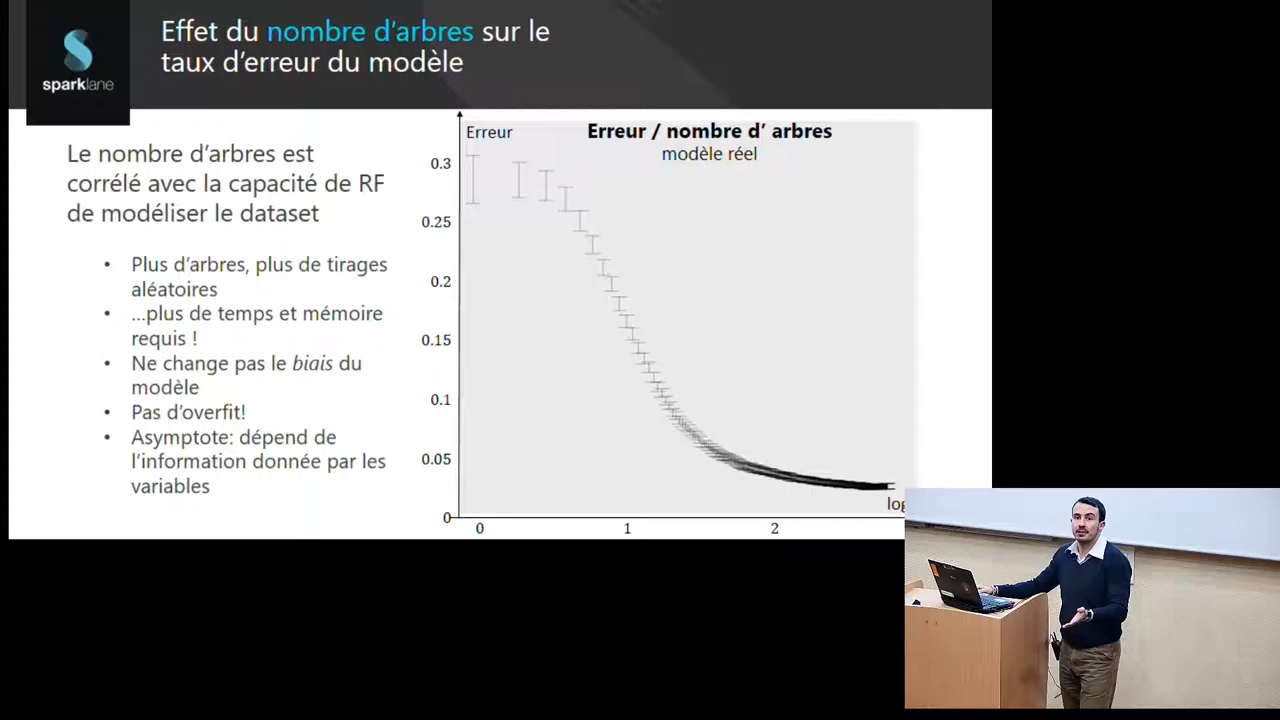 sparklane
Effet du nombre d'arbres sur le
taux d'erreur du modèle
Le nombre d'arbres est
corrélé avec la capacité de RF
de modéliser le dataset
• Plus d'arbres, plus de tirages
aléatoires
• …plus de temps et mémoire
requis !
• Ne change pas le biais du
modèle
• Pas d'overfit!
• Asymptote: dépend de
l'information donnée par les
variables
Erreur
Erreur / nombre d' arbres
modèle réel
0.3
0.25
0.2
0.15
0.1
0.05
0
0 1 2
log